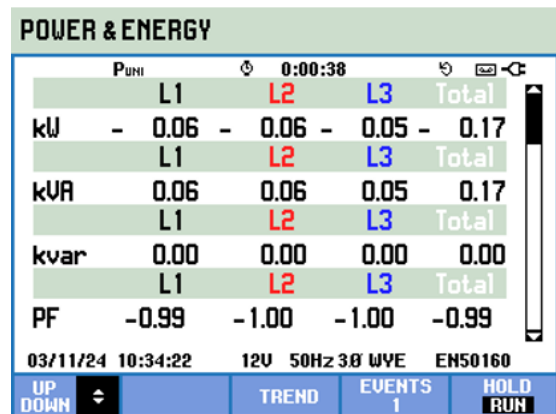 POWER & ENERGY
PUNI 0:00:38
L1 L2 L3 Total
kW - 0.06 - 0.06 - 0.05 - 0.17
L1 L2 L3 Total
kVA 0.06 0.06 0.05 0.17
L1 L2 L3 Total
kvar 0.00 0.00 0.00 0.00
L1 L2 L3 Total
PF -0.99 -1.00 -1.00 -0.99
03/11/24 10:34:22 12V 50Hz 3Ø WYE EN50160
UP DOWN TREND EVENTS 1 HOLD RUN